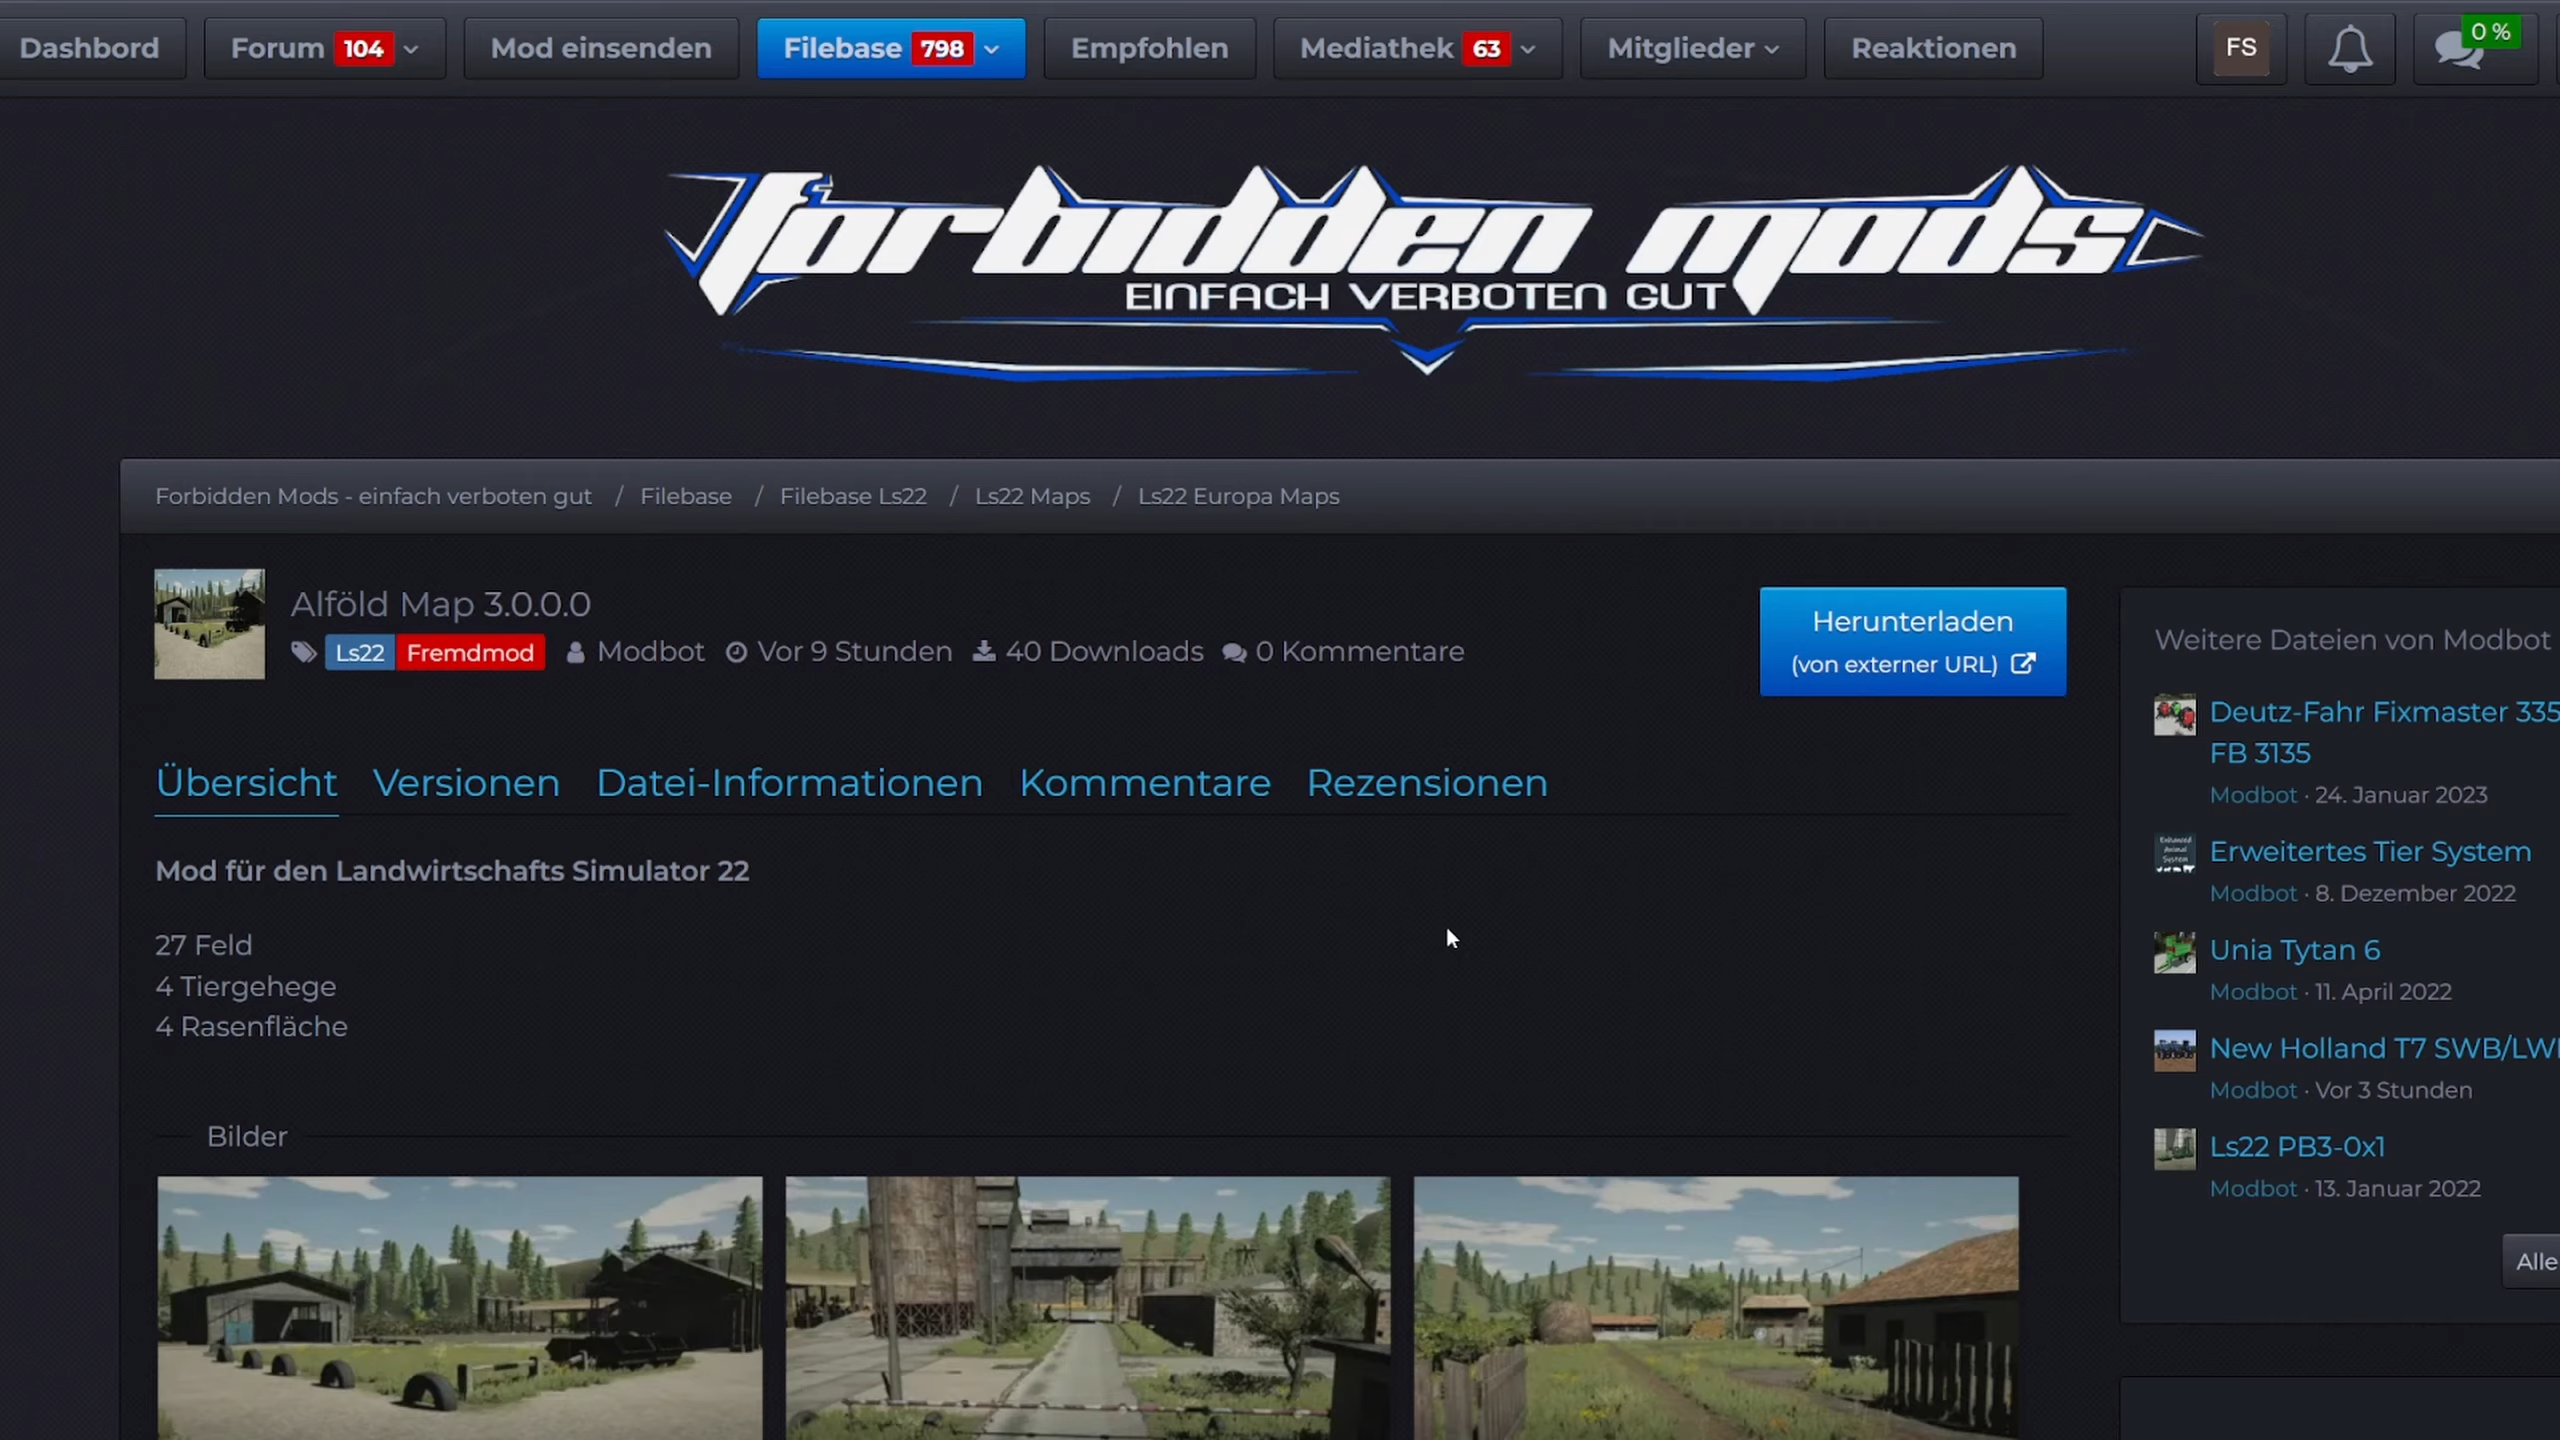 Dashbord
Forum 104
Mod einsenden
Filebase 798
Empfohlen
Mediathek 63
Mitglieder
Reaktionen
FS
0 %
forbidden mods
EINFACH VERBOTEN GUT
Forbidden Mods - einfach verboten gut / Filebase / Filebase Ls22 / Ls22 Maps / Ls22 Europa Maps
Alföld Map 3.0.0.0
Ls22 Fremdmod Modbot Vor 9 Stunden 40 Downloads 0 Kommentare
Herunterladen
(von externer URL)
Übersicht Versionen Datei-Informationen Kommentare Rezensionen
Mod für den Landwirtschafts Simulator 22
27 Feld
4 Tiergehege
4 Rasenfläche
Bilder
Weitere Dateien von Modbot
Deutz-Fahr Fixmaster 335
FB 3135
Modbot · 24. Januar 2023
Enhanced
Animal
System
Erweitertes Tier System
Modbot · 8. Dezember 2022
Unia Tytan 6
Modbot · 11. April 2022
New Holland T7 SWB/LW
Modbot · Vor 3 Stunden
Ls22 PB3-0x1
Modbot · 13. Januar 2022
Alle